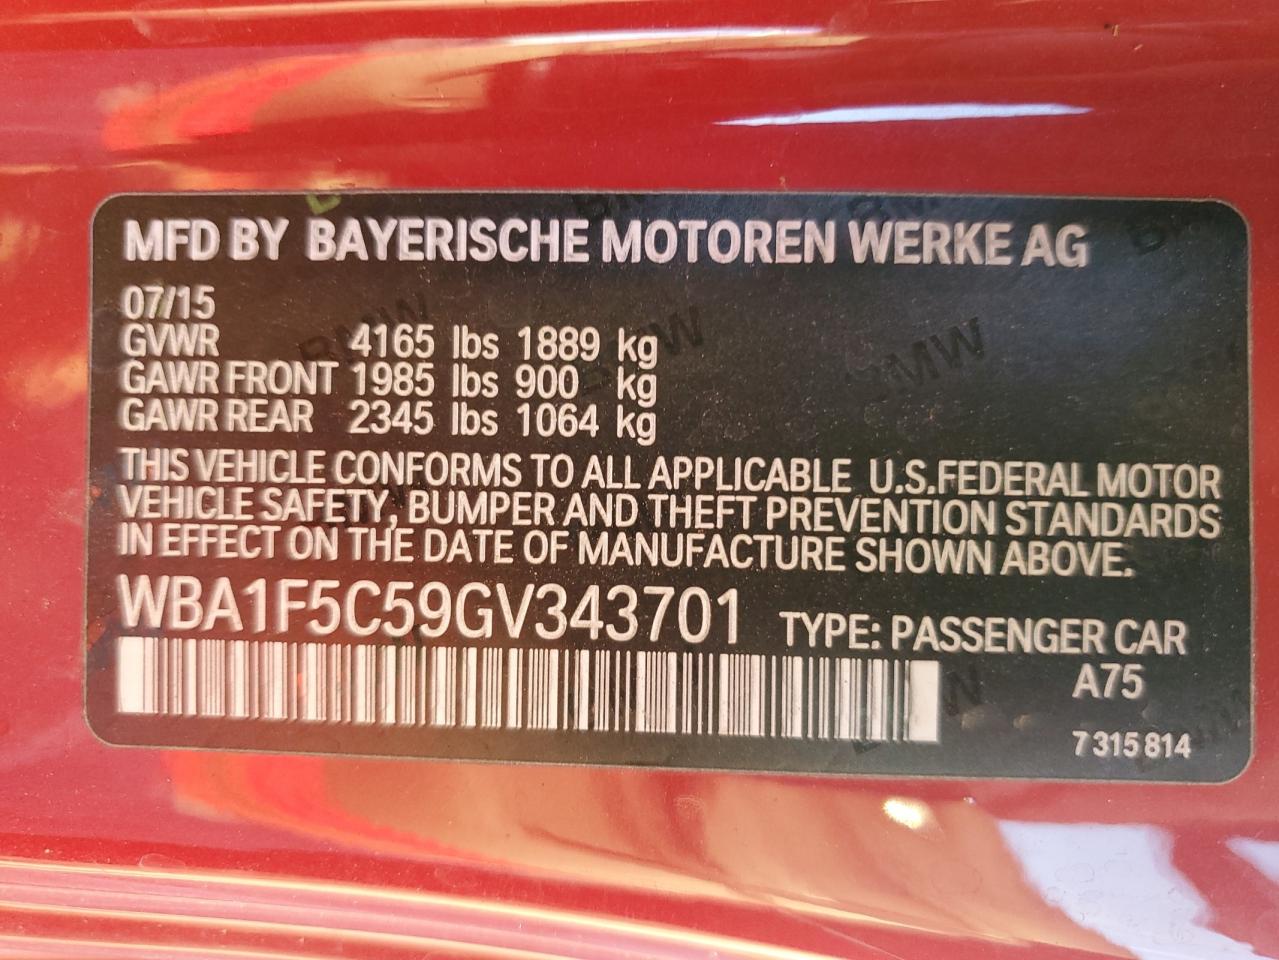 MFD BY BAYERISCHE MOTOREN WERKE AG
07/15
GVWR 4165 lbs 1889 kg
GAWR FRONT 1985 lbs 900 kg
GAWR REAR 2345 lbs 1064 kg
THIS VEHICLE CONFORMS TO ALL APPLICABLE U.S.FEDERAL MOTOR
VEHICLE SAFETY, BUMPER AND THEFT PREVENTION STANDARDS
IN EFFECT ON THE DATE OF MANUFACTURE SHOWN ABOVE.
WBA1F5C59GV343701 TYPE: PASSENGER CAR
A75
7 315 814